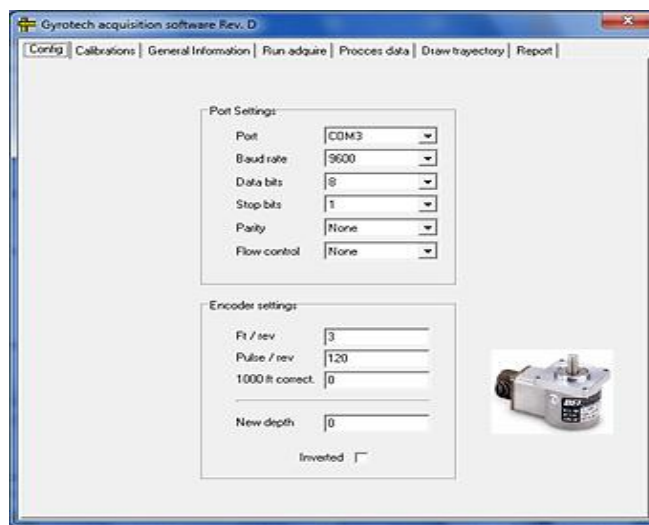 Gyrotech acquisition software Rev. D
Config Calibrations General Information Run adquire Procces data Draw trayectory Report
Port Settings
Port COM3
Baud rate 9600
Data bits 8
Stop bits 1
Parity None
Flow control None
Encoder settings
Ft / rev 3
Pulse / rev 120
1000 ft correct. 0
New depth 0
Inverted
BEI